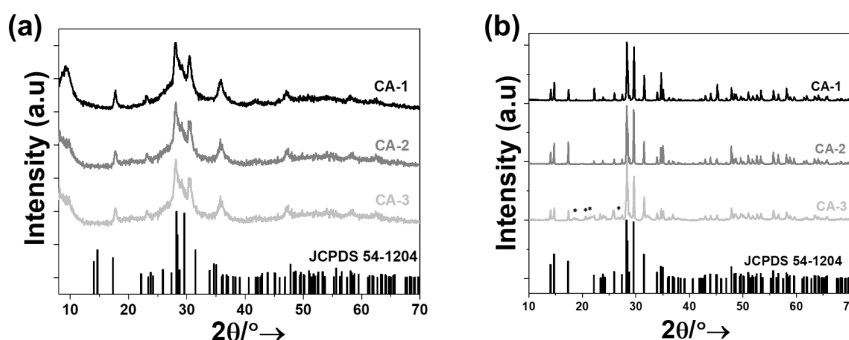 (a)
Intensity (a.u)
CA-1
CA-2
CA-3
JCPDS 54-1204
10 20 30 40 50 60 70
2θ/°→
(b)
Intensity (a.u)
CA-1
CA-2
CA-3
* * * *
JCPDS 54-1204
10 20 30 40 50 60 70
2θ/°→